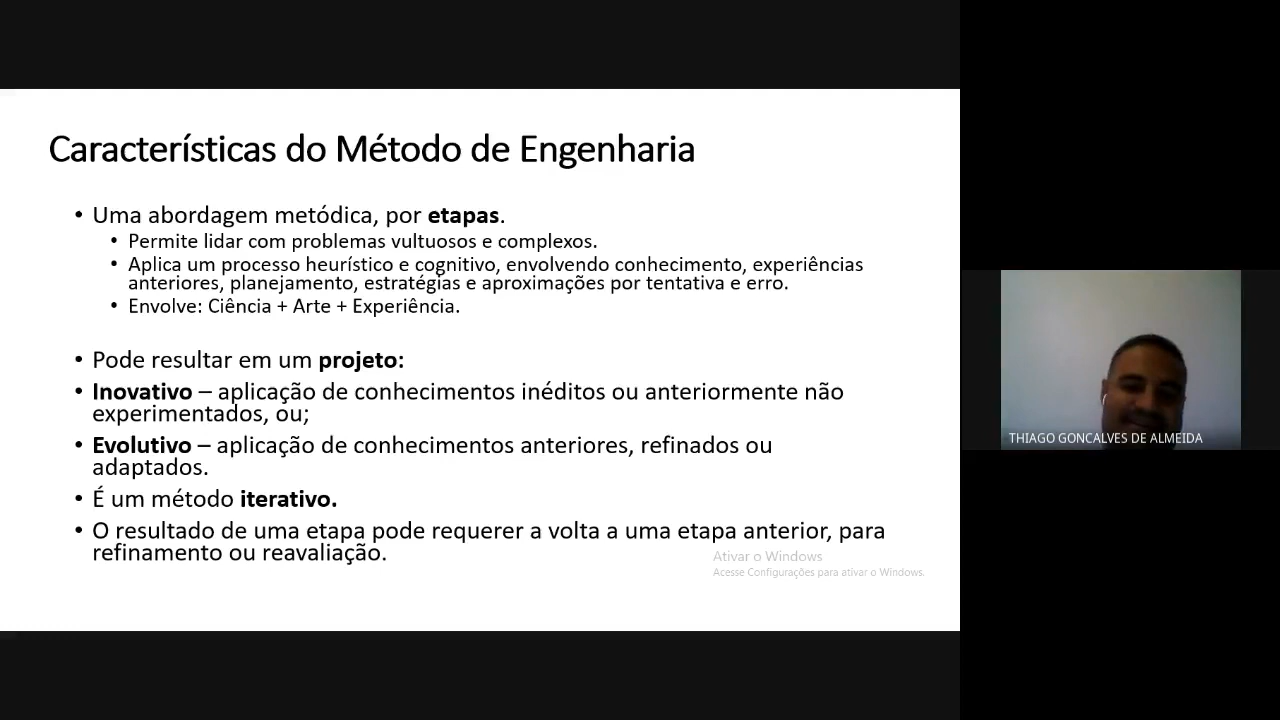 Características do Método de Engenharia
• Uma abordagem metódica, por etapas.
• Permite lidar com problemas vultuosos e complexos.
• Aplica um processo heurístico e cognitivo, envolvendo conhecimento, experiências
anteriores, planejamento, estratégias e aproximações por tentativa e erro.
• Envolve: Ciência + Arte + Experiência.
• Pode resultar em um projeto:
• Inovativo – aplicação de conhecimentos inéditos ou anteriormente não
experimentados, ou;
• Evolutivo – aplicação de conhecimentos anteriores, refinados ou
adaptados.
• É um método iterativo.
• O resultado de uma etapa pode requerer a volta a uma etapa anterior, para
refinamento ou reavaliação.
Ativar o Windows
Acesse Configurações para ativar o Windows.
THIAGO GONCALVES DE ALMEIDA